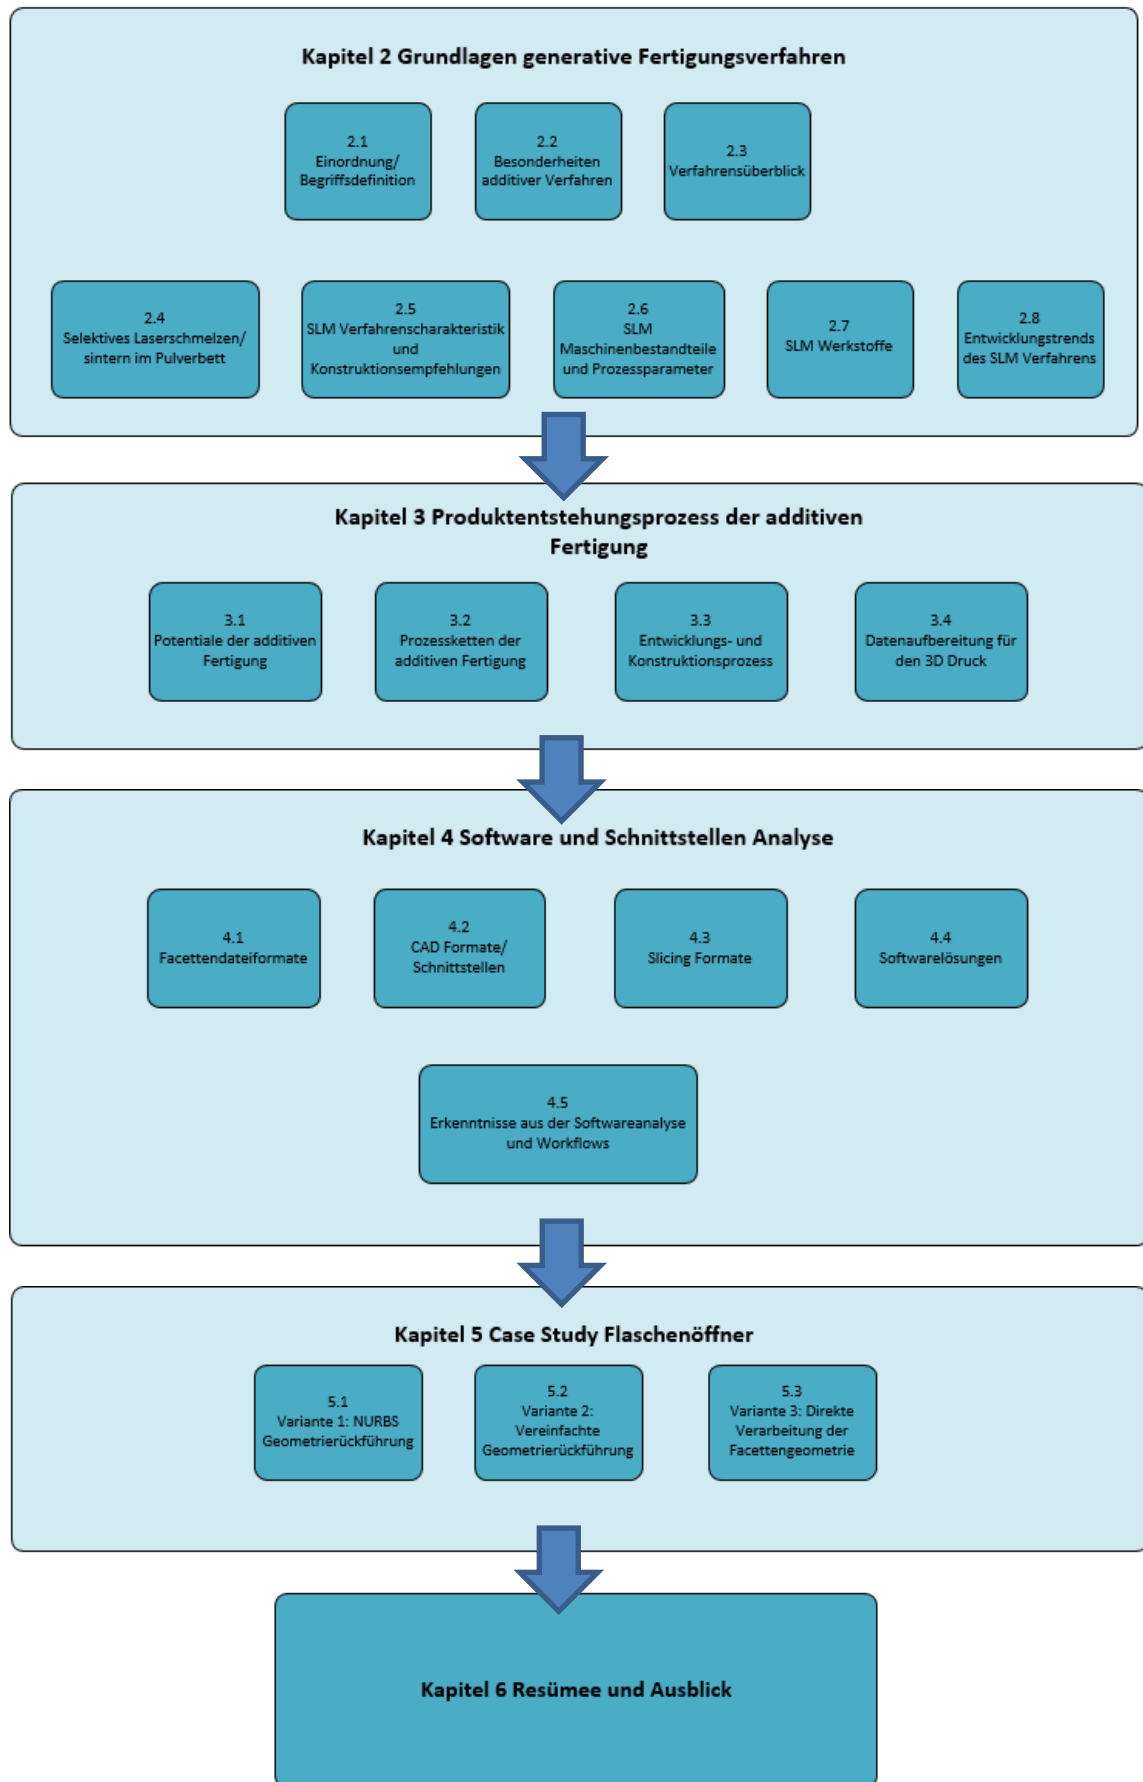 Kapitel 2 Grundlagen generative Fertigungsverfahren
2.1
Einordnung/
Begriffsdefinition
2.2
Besonderheiten
additiver Verfahren
2.3
Verfahrensüberblick
2.4
Selektives Laserschmelzen/
sintern im Pulverbett
2.5
SLM Verfahrenscharakteristik
und
Konstruktionsempfehlungen
2.6
SLM
Maschinenbestandteile
und Prozessparameter
2.7
SLM Werkstoffe
2.8
Entwicklungstrends
des SLM Verfahrens
Kapitel 3 Produktentstehungsprozess der additiven
Fertigung
3.1
Potentiale der additiven
Fertigung
3.2
Prozessketten der
additiven Fertigung
3.3
Entwicklungs- und
Konstruktionsprozess
3.4
Datenaufbereitung für
den 3D Druck
Kapitel 4 Software und Schnittstellen Analyse
4.1
Facettendateiformate
4.2
CAD Formate/
Schnittstellen
4.3
Slicing Formate
4.4
Softwarelösungen
4.5
Erkenntnisse aus der Softwareanalyse
und Workflows
Kapitel 5 Case Study Flaschenöffner
5.1
Variante 1: NURBS
Geometrierückführung
5.2
Variante 2:
Vereinfachte
Geometrierückführung
5.3
Variante 3: Direkte
Verarbeitung der
Facettengeometrie
Kapitel 6 Resümee und Ausblick